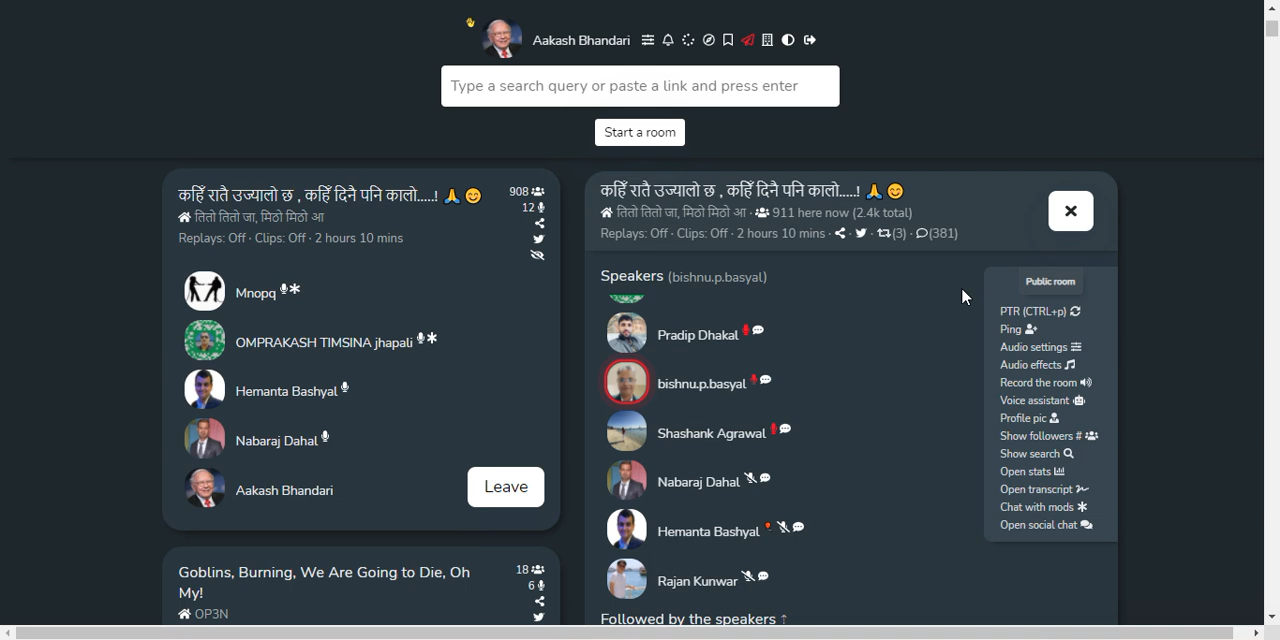 Aakash Bhandari
Type a search query or paste a link and press enter
Start a room
कहिँ रातै उज्यालो छ , कहिँ दिनै पनि कालो.....! 🙏 😊
908
12
तितो तितो जा, मिठो मिठो आ
Replays: Off · Clips: Off · 2 hours 10 mins
Mnopq
OMPRAKASH TIMSINA jhapali
Hemanta Bashyal
Nabaraj Dahal
Aakash Bhandari
Leave
Goblins, Burning, We Are Going to Die, Oh
My!
18
6
OP3N
कहिँ रातै उज्यालो छ , कहिँ दिनै पनि कालो.....! 🙏 😊
तितो तितो जा, मिठो मिठो आ · 911 here now (2.4k total)
Replays: Off · Clips: Off · 2 hours 10 mins · · · (3) · (381)
Speakers (bishnu.p.basyal)
Pradip Dhakal
bishnu.p.basyal
Shashank Agrawal
Nabaraj Dahal
Hemanta Bashyal
Rajan Kunwar
Followed by the speakers ↑
Public room
PTR (CTRL+p)
Ping
Audio settings
Audio effects
Record the room
Voice assistant
Profile pic
Show followers #
Show search
Open stats
Open transcript
Chat with mods
Open social chat